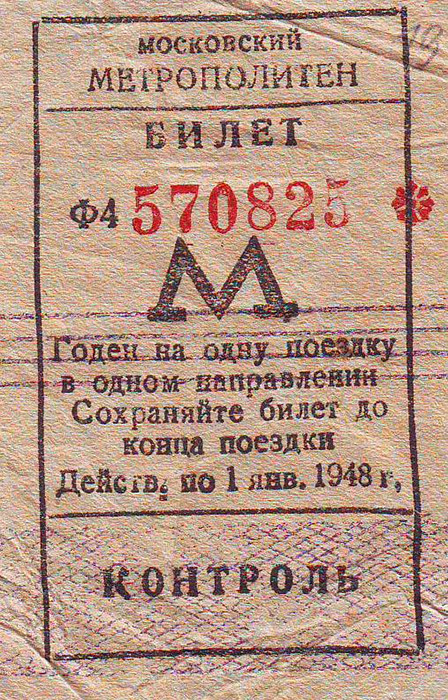 МОСКОВСКИЙ
МЕТРОПОЛИТЕН
БИЛЕТ
Ф4 570825
М
Годен на одну поездку
в одном направлении
Сохраняйте билет до
конца поездки
Действ. по 1 янв. 1948 г.
КОНТРОЛЬ